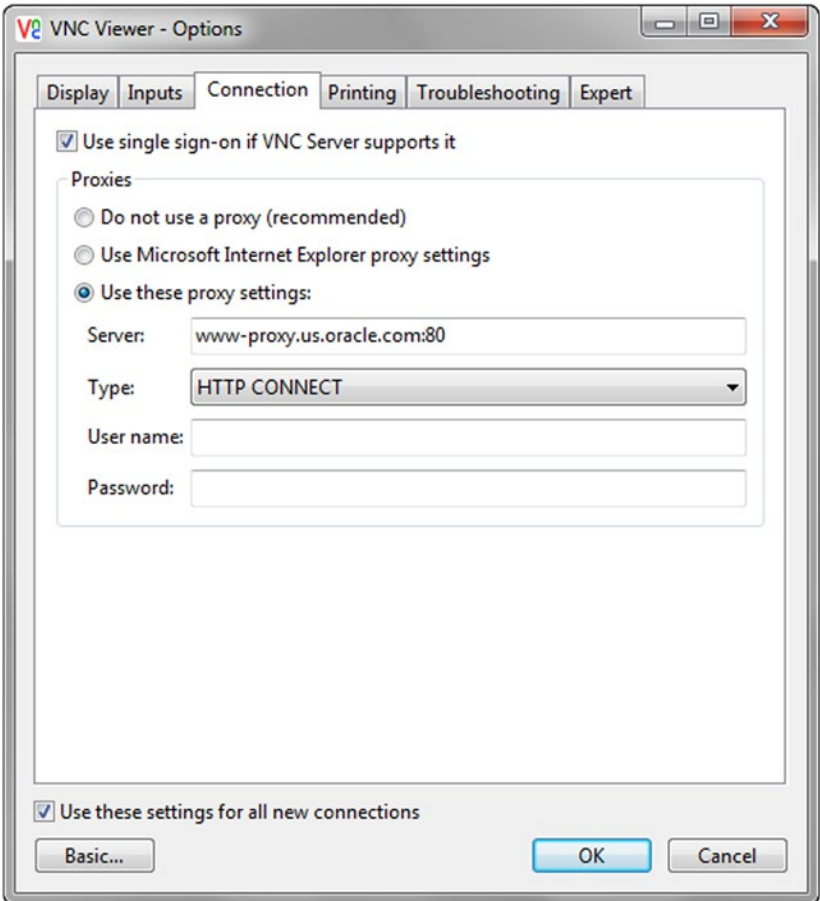 VNC Viewer - Options
Display Inputs Connection Printing Troubleshooting Expert
Use single sign-on if VNC Server supports it
Proxies
Do not use a proxy (recommended)
Use Microsoft Internet Explorer proxy settings
Use these proxy settings:
Server: www-proxy.us.oracle.com:80
Type: HTTP CONNECT
User name:
Password:
Use these settings for all new connections
Basic... OK Cancel